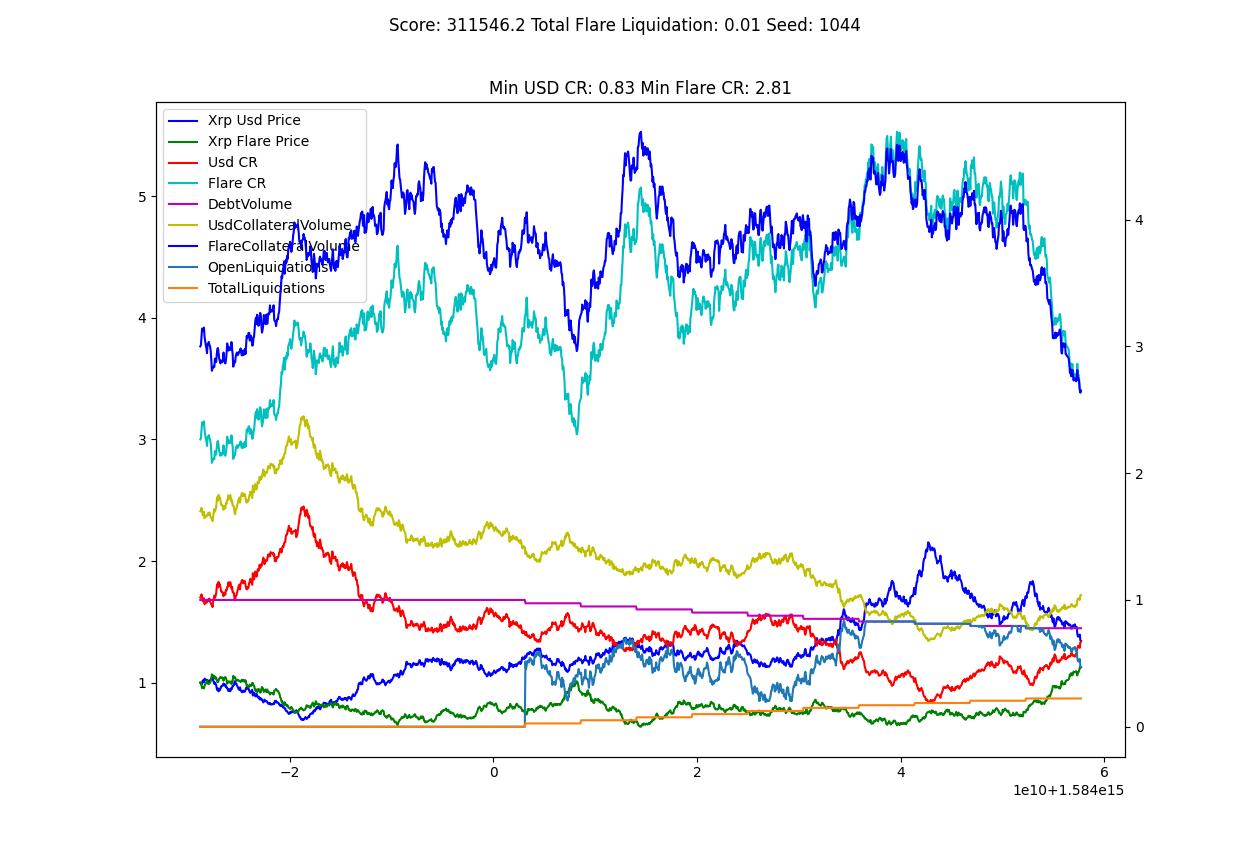 Score: 311546.2 Total Flare Liquidation: 0.01 Seed: 1044
Min USD CR: 0.83 Min Flare CR: 2.81
Xrp Usd Price
Xrp Flare Price
Usd CR
Flare CR
DebtVolume
UsdCollateralVolume
FlareCollateralVolume
OpenLiquidations
TotalLiquidations
5
4
3
2
1
4
3
2
1
0
−2
0
2
4
6
1e10+1.584e15